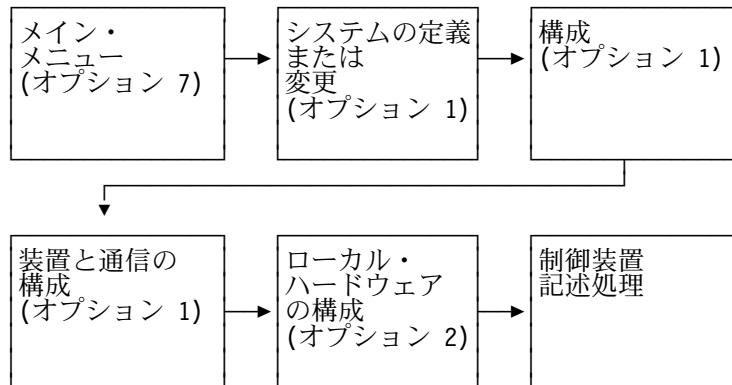 メイン・
メニュー
(オプション 7)
システムの定義
または
変更
(オプション 1)
構成
(オプション 1)
装置と通信の
構成
(オプション 1)
ローカル・
ハードウェア
の構成
(オプション 2)
制御装置
記述処理